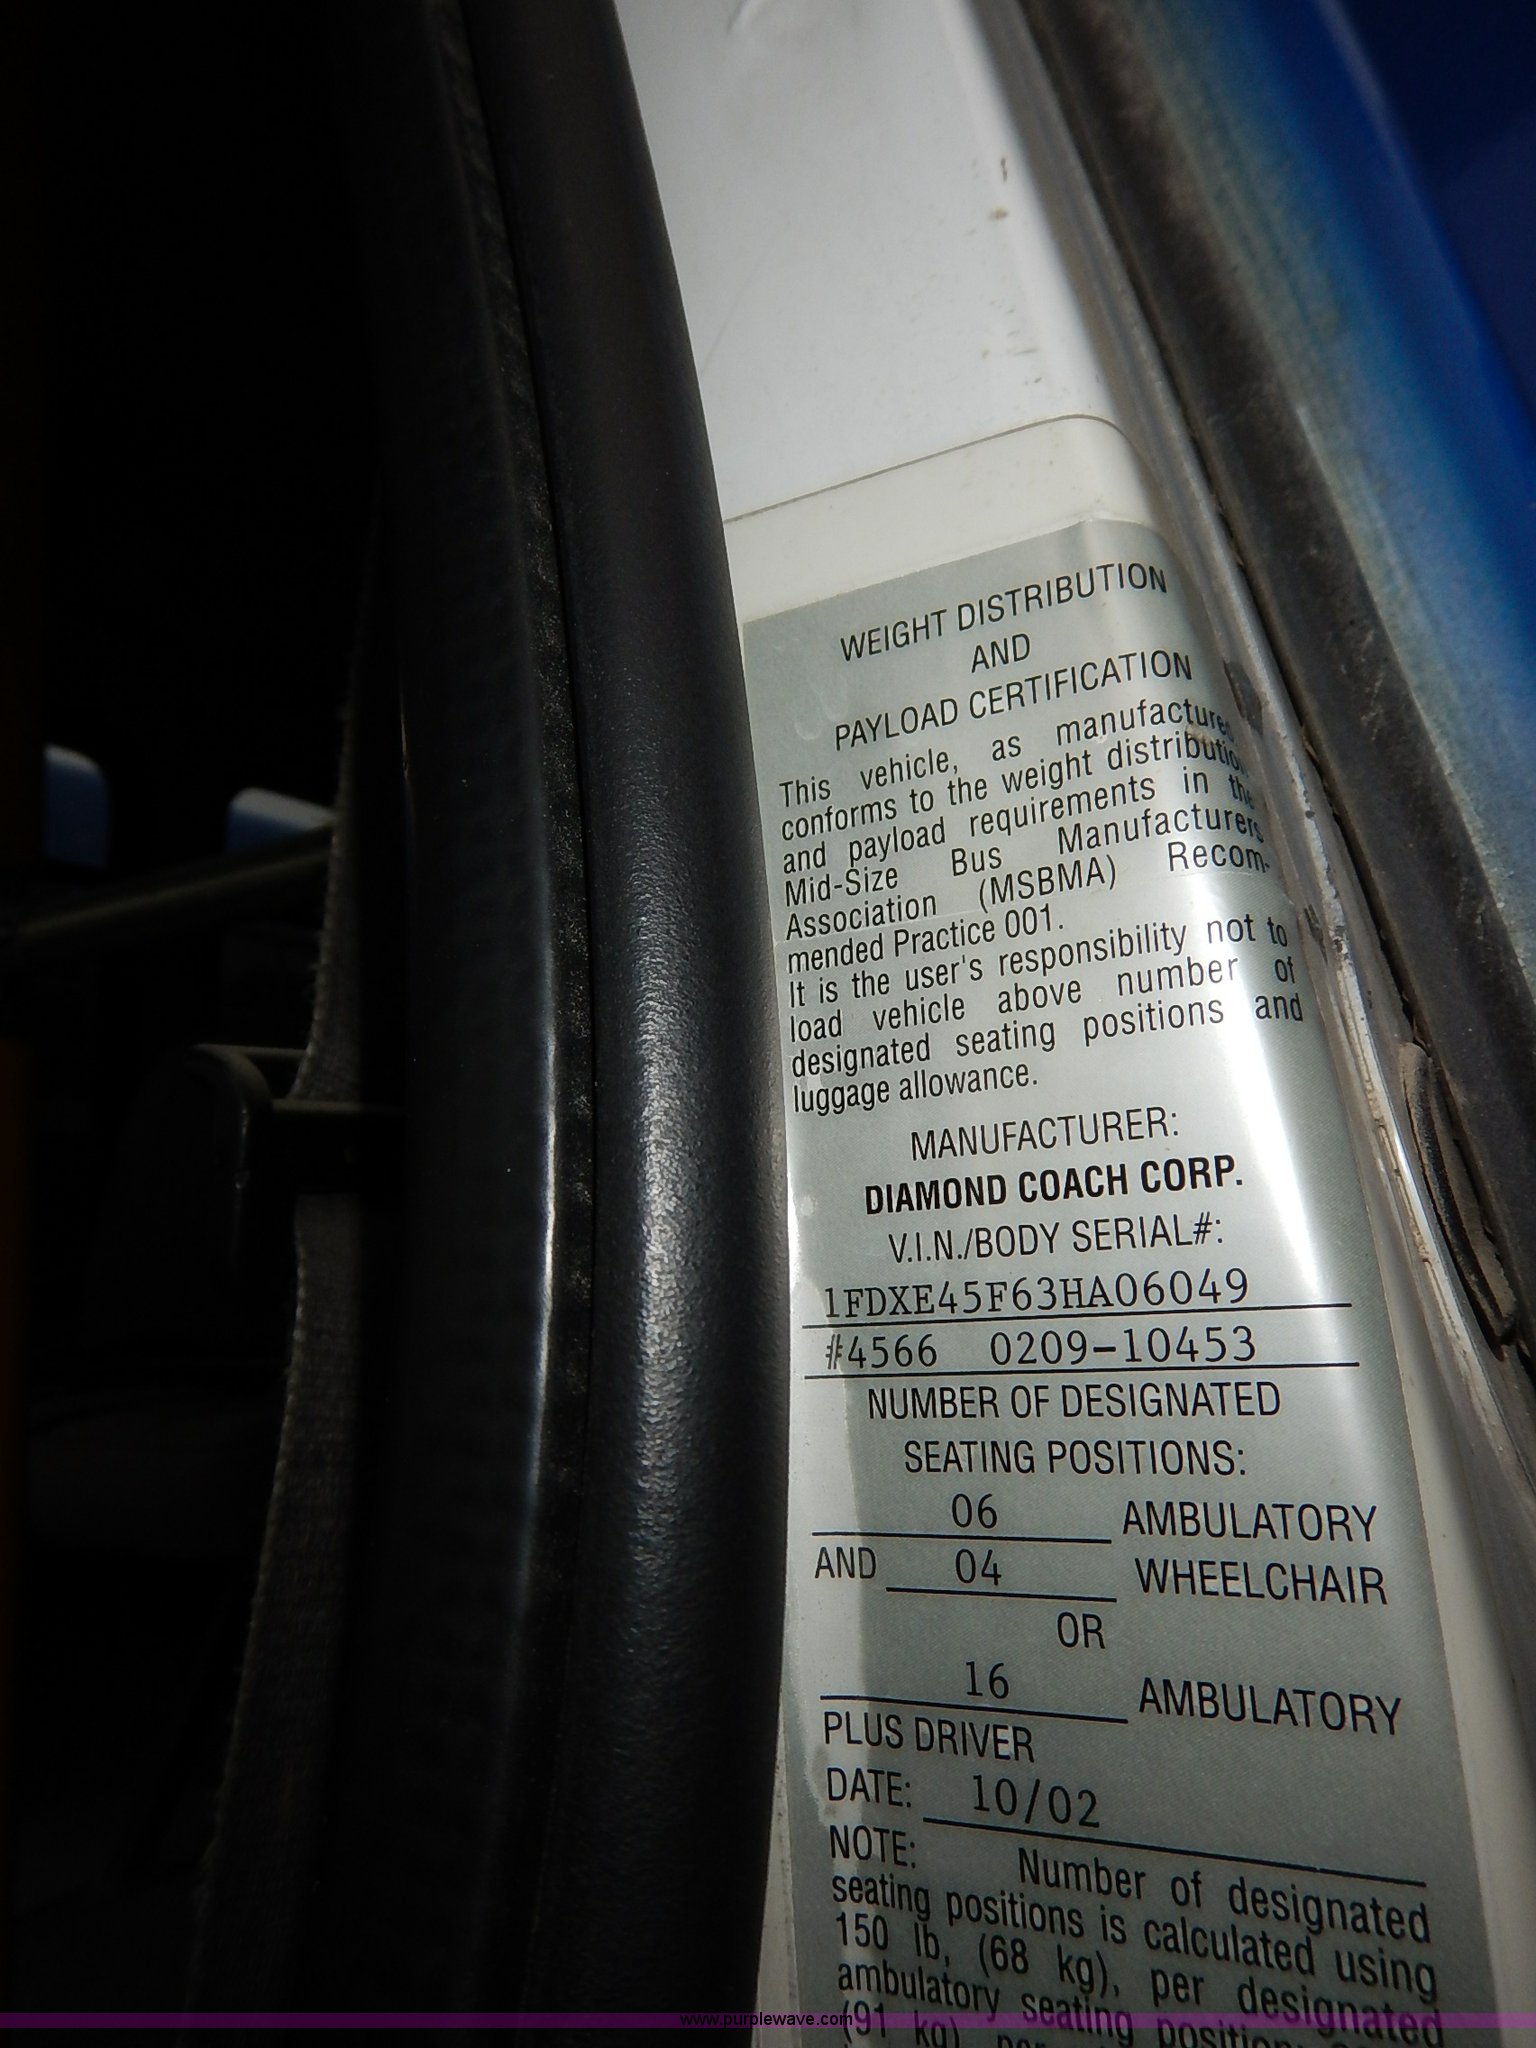 WEIGHT DISTRIBUTION
AND
PAYLOAD CERTIFICATION
This vehicle, as manufactured
conforms to the weight distribution
and payload requirements in the
Mid-Size Bus Manufacturers
Association (MSBMA) Recom-
mended Practice 001.
It is the user's responsibility not to
load vehicle above number of
designated seating positions and
luggage allowance.
MANUFACTURER:
DIAMOND COACH CORP.
V.I.N./BODY SERIAL#:
1FDXE45F63HA06049
#4566 0209-10453
NUMBER OF DESIGNATED
SEATING POSITIONS:
06 AMBULATORY
AND 04 WHEELCHAIR
OR
16 AMBULATORY
PLUS DRIVER
DATE: 10/02
NOTE: Number of designated
seating positions is calculated using
150 lb, (68 kg), per designated
ambulatory seating position
(91 kg)
www.purplewave.com